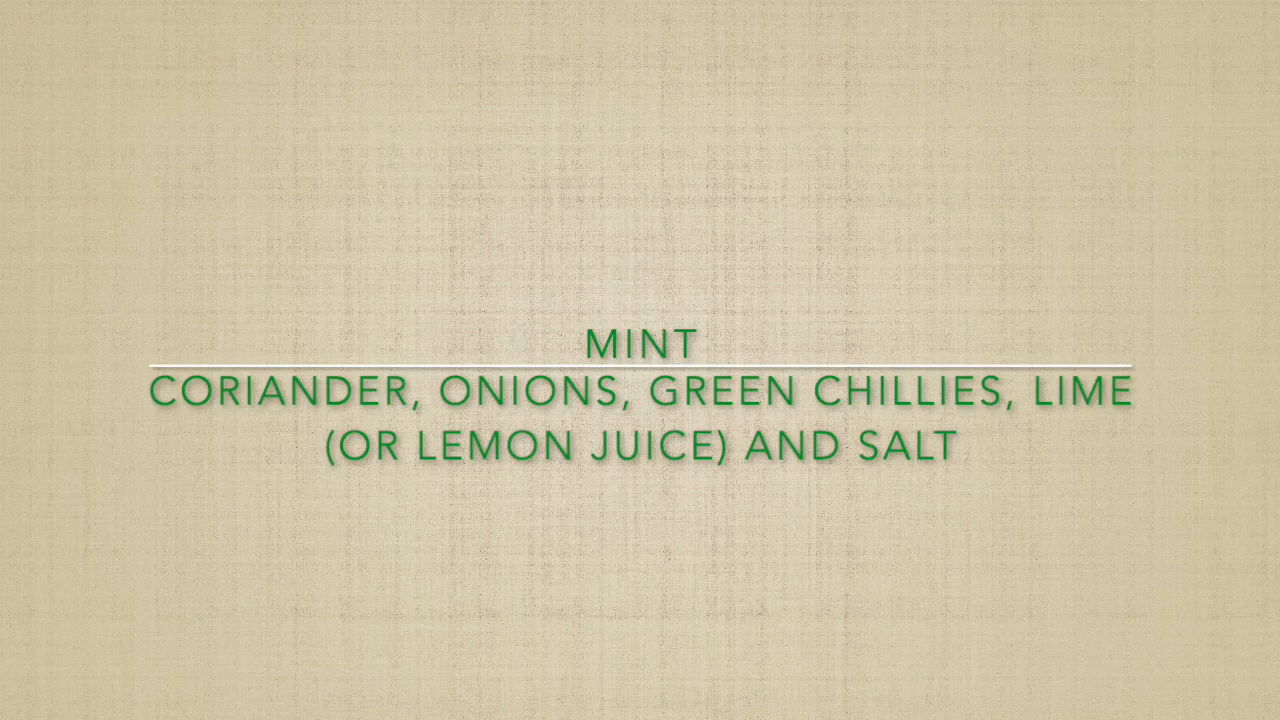 MINT
CORIANDER, ONIONS, GREEN CHILLIES, LIME
(OR LEMON JUICE) AND SALT